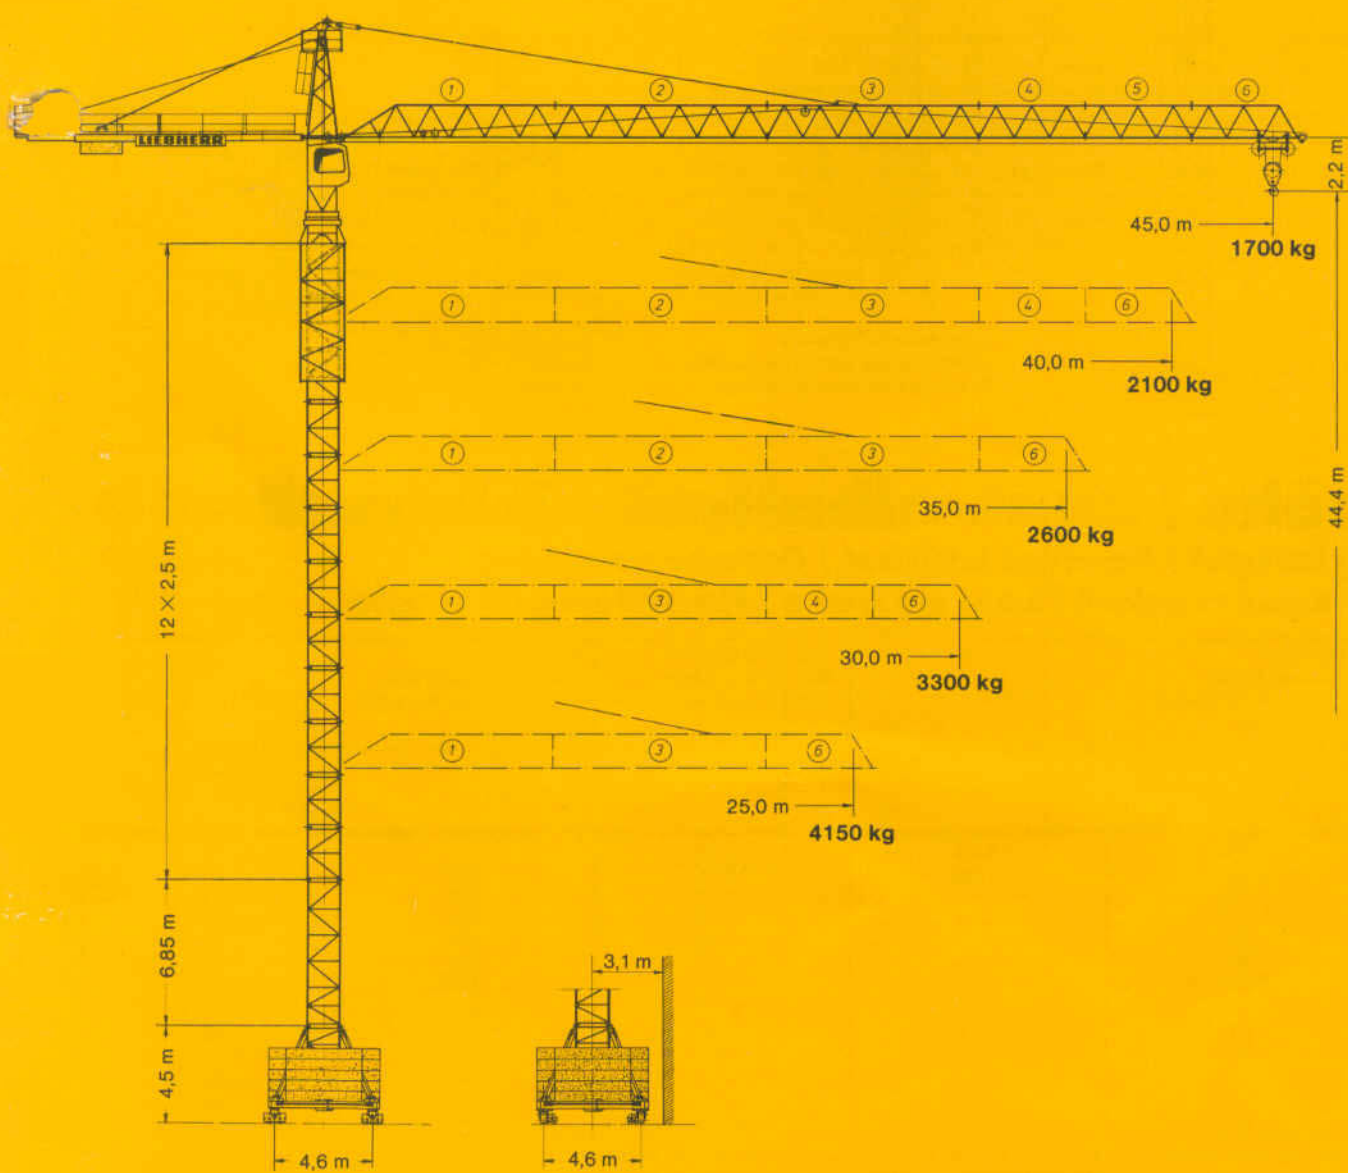 1 2 3 4 5 6
LIEBHERR
2,2 m
45,0 m
1700 kg
1 2 3 4 6
40,0 m
2100 kg
1 2 3 6
35,0 m
2600 kg
44,4 m
12 × 2,5 m
1 3 4 6
30,0 m
3300 kg
1 3 6
25,0 m
4150 kg
6,85 m
3,1 m
4,5 m
4,6 m
4,6 m